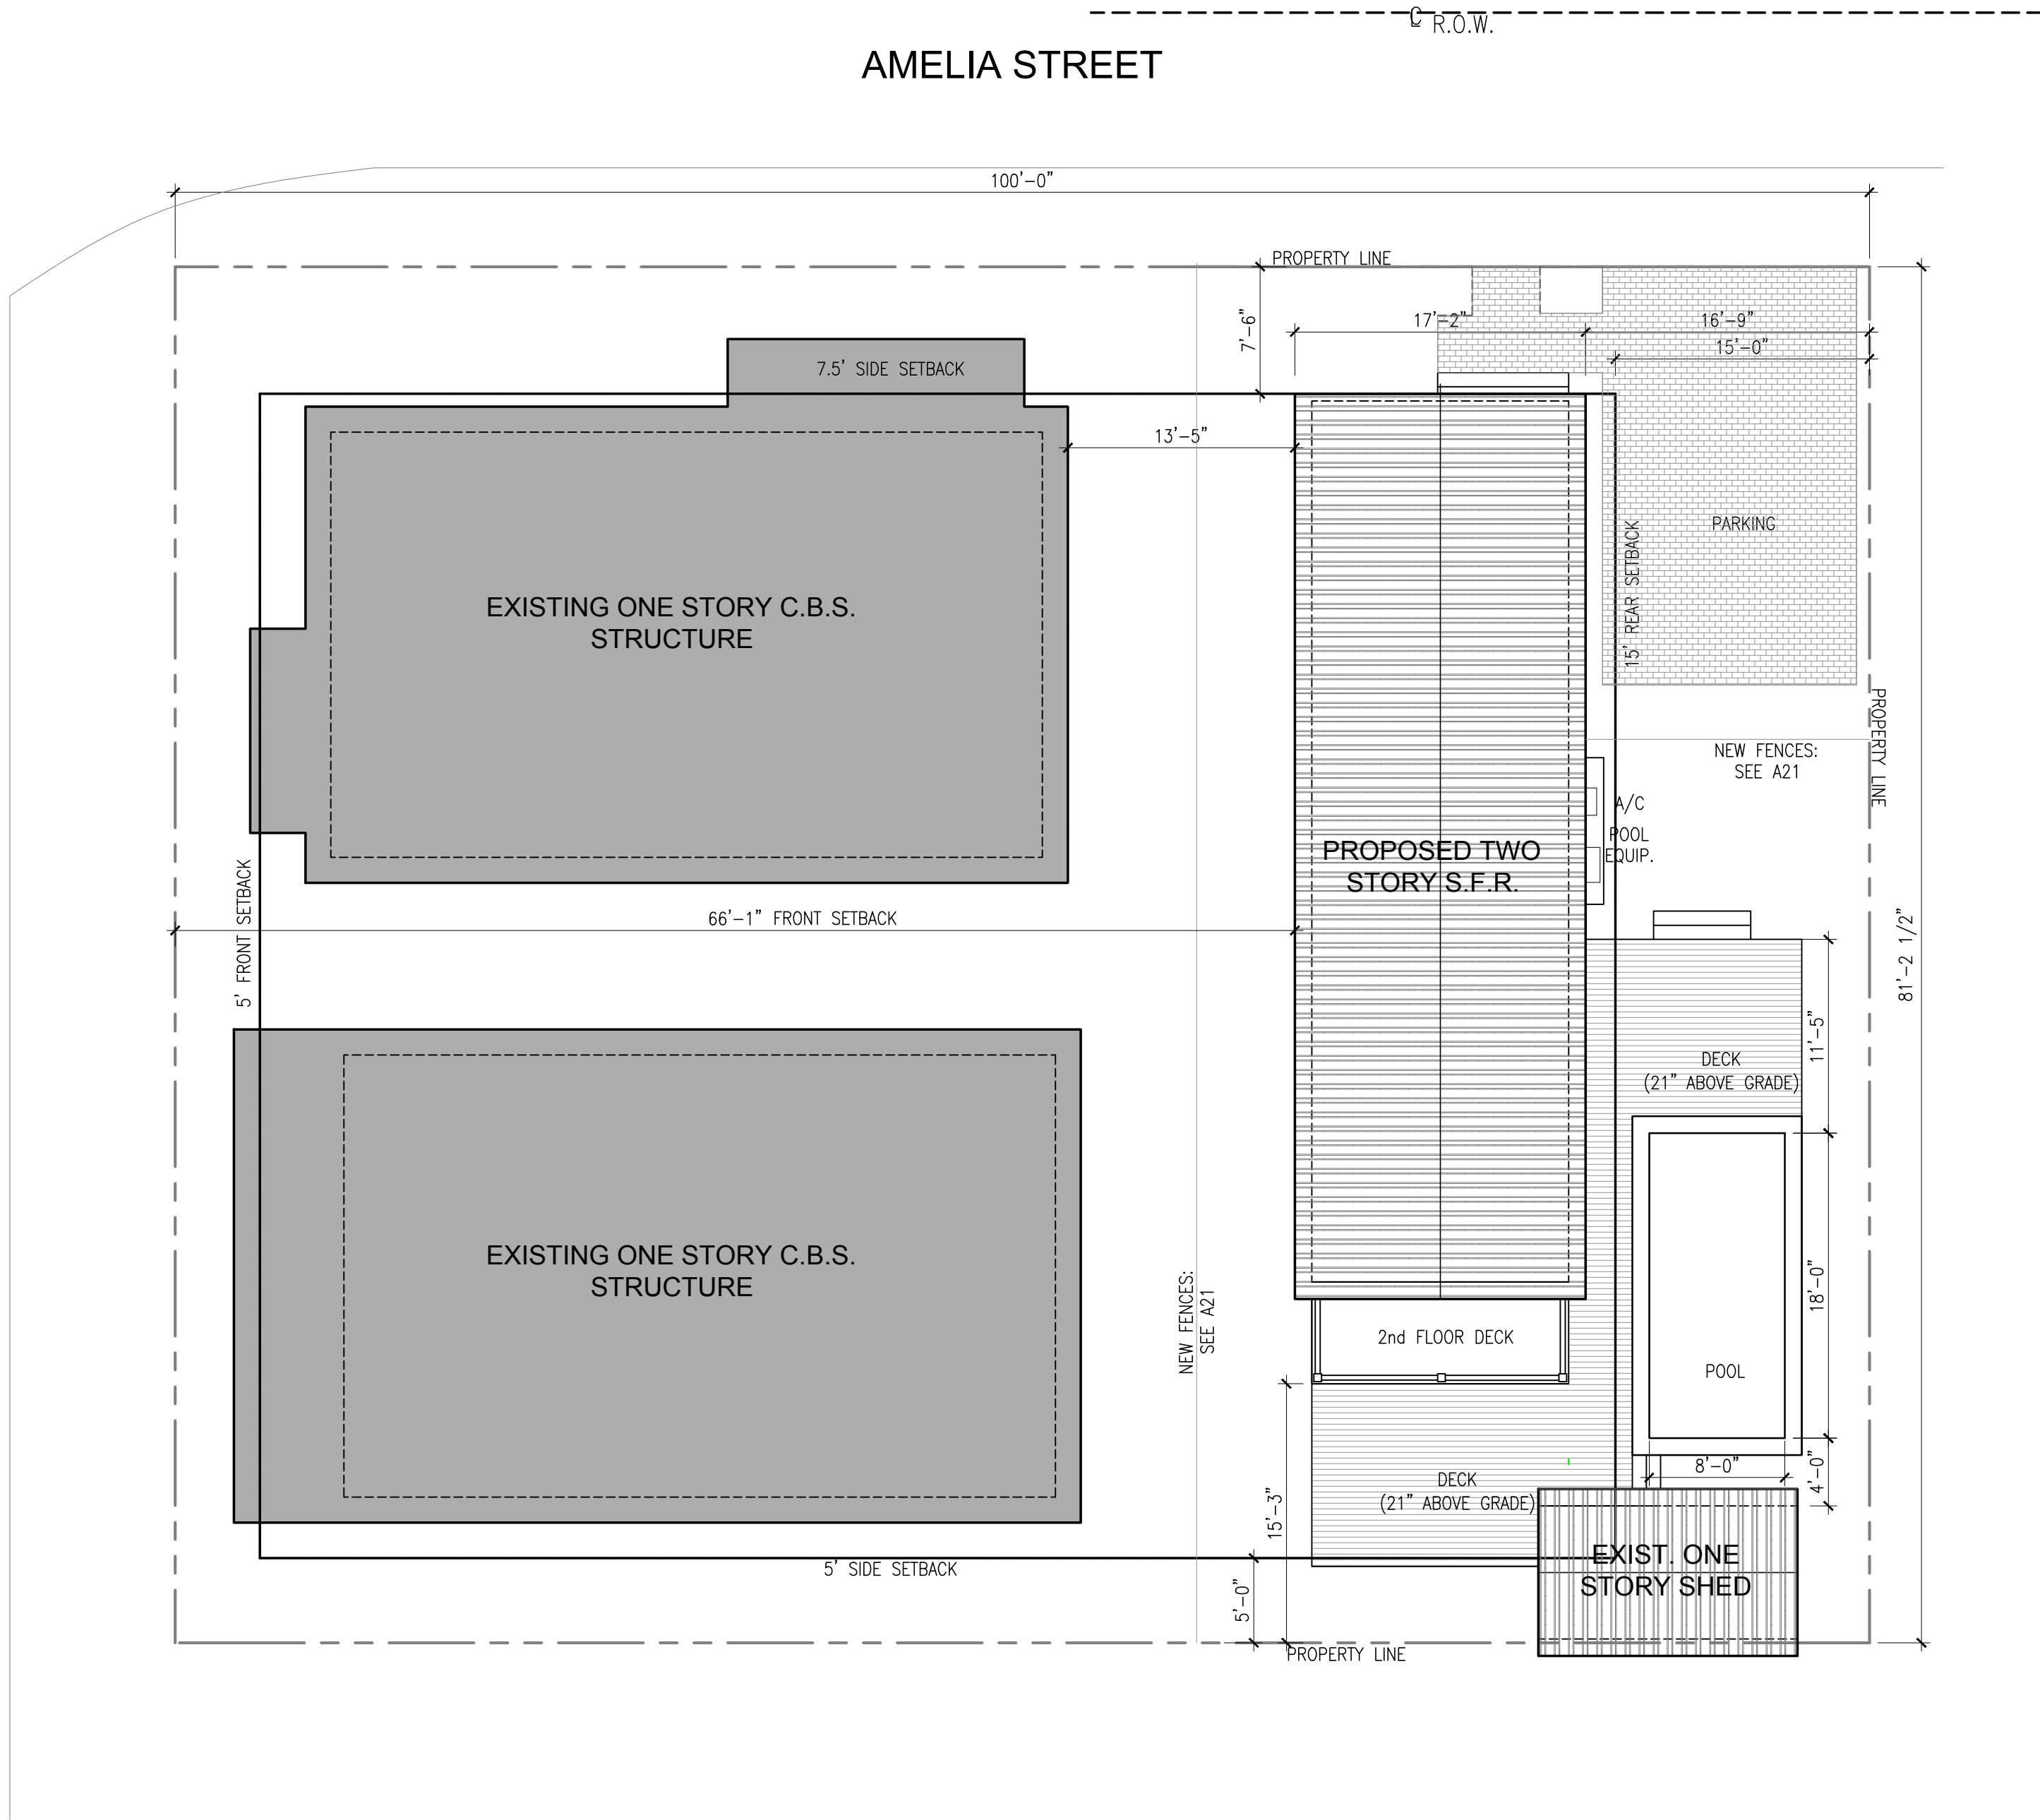 ℄ R.O.W.
AMELIA STREET
100'-0"
PROPERTY LINE
7'-6"
17'-2"
16'-9"
15'-0"
7.5' SIDE SETBACK
13'-5"
PARKING
15' REAR SETBACK
EXISTING ONE STORY C.B.S.
STRUCTURE
PROPERTY LINE
NEW FENCES:
SEE A21
A/C
POOL
EQUIP.
PROPOSED TWO
STORY S.F.R.
66'-1" FRONT SETBACK
5' FRONT SETBACK
81'-2 1/2"
11'-5"
DECK
(21" ABOVE GRADE)
EXISTING ONE STORY C.B.S.
STRUCTURE
NEW FENCES:
SEE A21
18'-0"
2nd FLOOR DECK
POOL
8'-0"
4'-0"
DECK
(21" ABOVE GRADE)
15'-3"
EXIST. ONE
STORY SHED
5' SIDE SETBACK
5'-0"
PROPERTY LINE